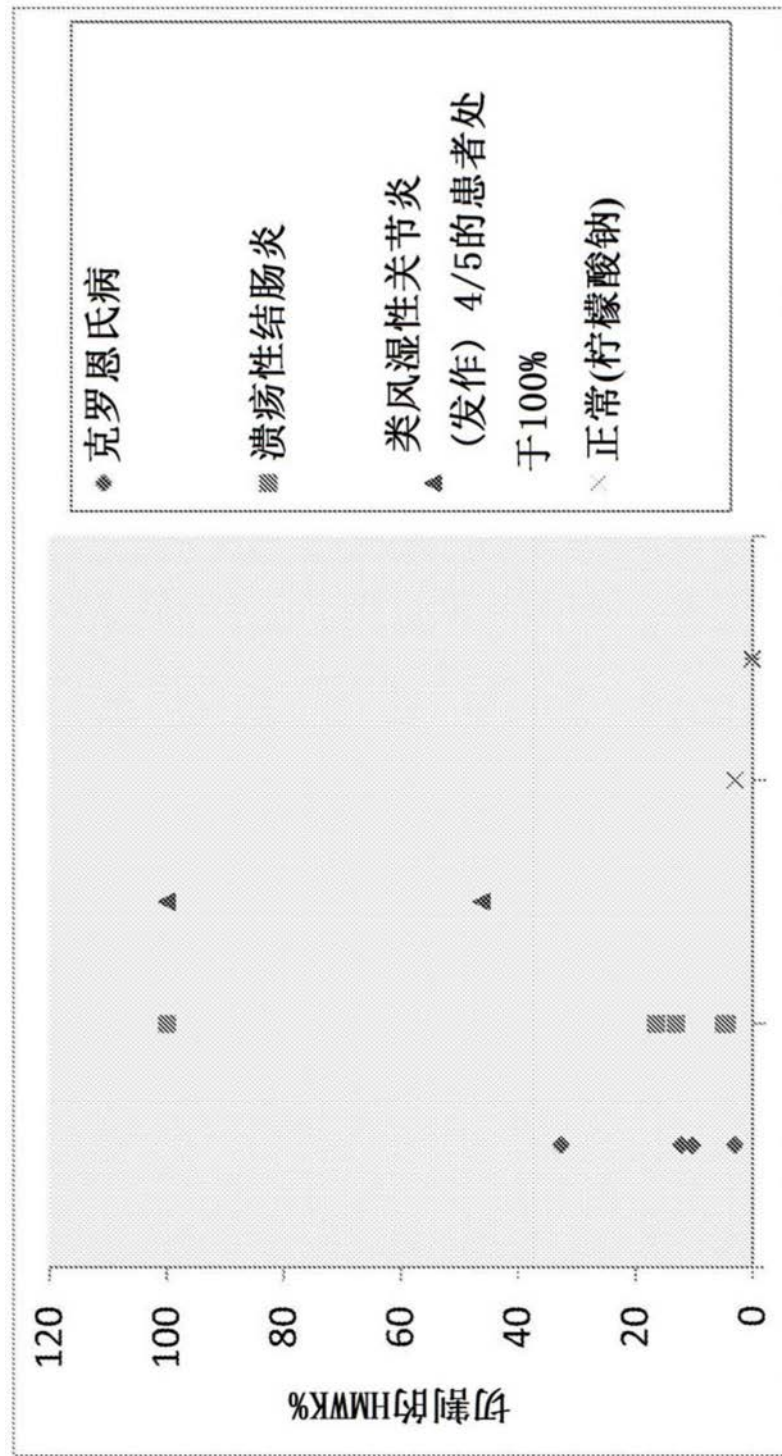 切割的HMWK%
120
100
80
60
40
20
0
克罗恩氏病
溃疡性结肠炎
类风湿性关节炎
(发作) 4/5的患者处
于100%
正常(柠檬酸钠)